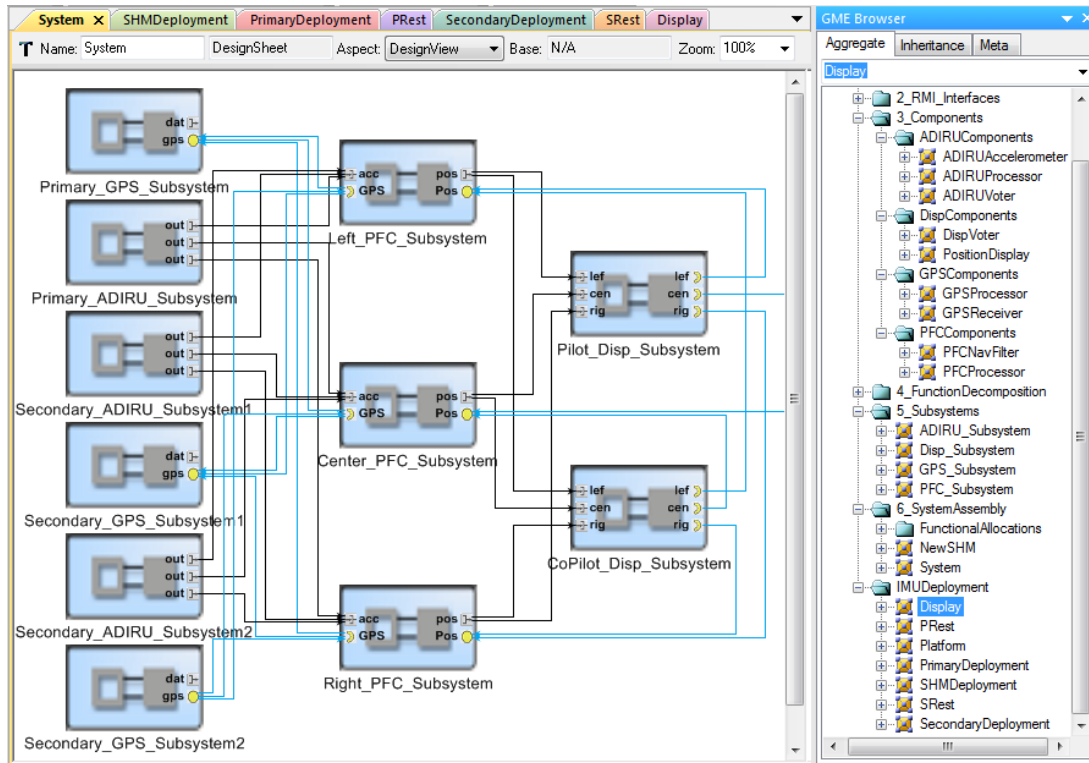 System X SHMDeployment PrimaryDeployment PRest SecondaryDeployment SRest Display
Name: System DesignSheet Aspect: DesignView Base: N/A Zoom: 100%
dat
gps
Primary_GPS_Subsystem
out
out
out
Primary_ADIRU_Subsystem
out
out
out
Secondary_ADIRU_Subsystem1
dat
gps
Secondary_GPS_Subsystem1
out
out
out
Secondary_ADIRU_Subsystem2
dat
gps
Secondary_GPS_Subsystem2
acc pos
GPS Pos
Left_PFC_Subsystem
acc pos
GPS Pos
Center_PFC_Subsystem
acc pos
GPS Pos
Right_PFC_Subsystem
lef lef
cen cen
rig rig
Pilot_Disp_Subsystem
lef lef
cen cen
rig rig
CoPilot_Disp_Subsystem
GME Browser
Aggregate Inheritance Meta
Display
2_RMI_Interfaces
3_Components
ADIRUComponents
ADIRUAccelerometer
ADIRUProcessor
ADIRUVoter
DispComponents
DispVoter
PositionDisplay
GPSComponents
GPSProcessor
GPSReceiver
PFCComponents
PFCNavFilter
PFCProcessor
4_FunctionDecomposition
5_Subsystems
ADIRU_Subsystem
Disp_Subsystem
GPS_Subsystem
PFC_Subsystem
6_SystemAssembly
FunctionalAllocations
NewSHM
System
IMUDeployment
Display
PRest
Platform
PrimaryDeployment
SHMDeployment
SRest
SecondaryDeployment